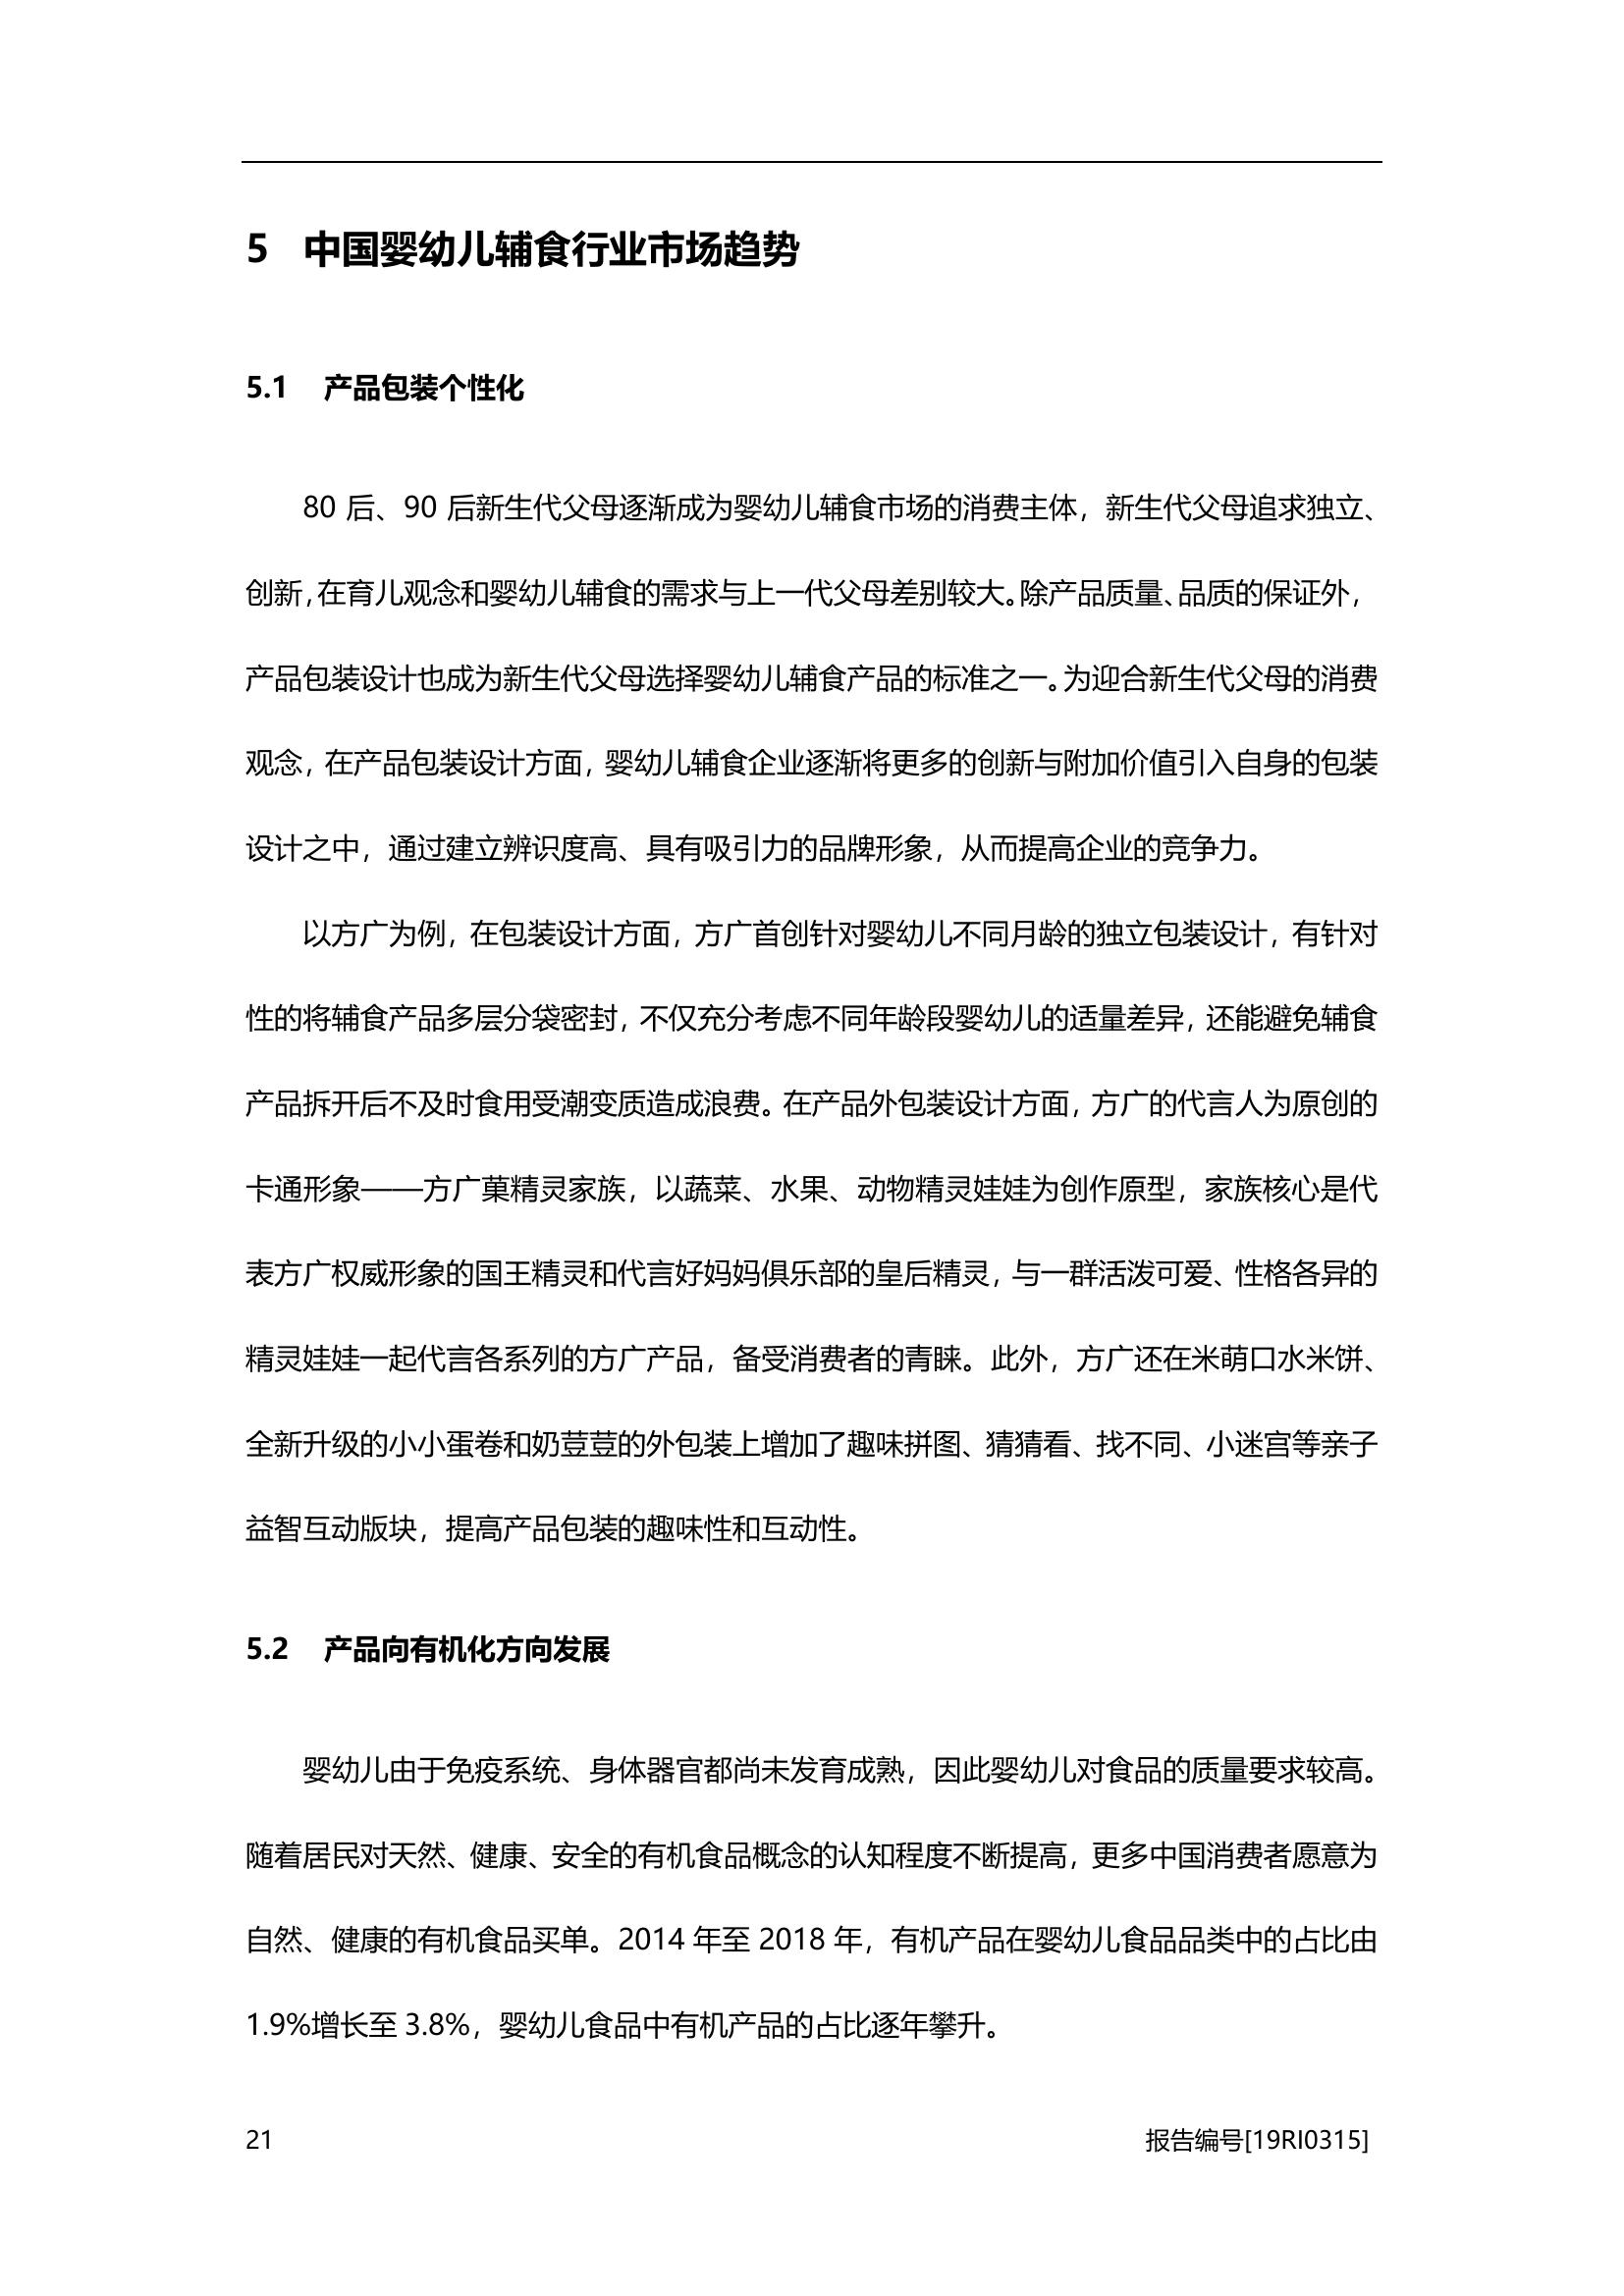 5 中国婴幼儿辅食行业市场趋势
5.1 产品包装个性化
80 后、90 后新生代父母逐渐成为婴幼儿辅食市场的消费主体，新生代父母追求独立、
创新，在育儿观念和婴幼儿辅食的需求与上一代父母差别较大。除产品质量、品质的保证外，
产品包装设计也成为新生代父母选择婴幼儿辅食产品的标准之一。为迎合新生代父母的消费
观念，在产品包装设计方面，婴幼儿辅食企业逐渐将更多的创新与附加价值引入自身的包装
设计之中，通过建立辨识度高、具有吸引力的品牌形象，从而提高企业的竞争力。
以方广为例，在包装设计方面，方广首创针对婴幼儿不同月龄的独立包装设计，有针对
性的将辅食产品多层分袋密封，不仅充分考虑不同年龄段婴幼儿的适量差异，还能避免辅食
产品拆开后不及时食用受潮变质造成浪费。在产品外包装设计方面，方广的代言人为原创的
卡通形象——方广菓精灵家族，以蔬菜、水果、动物精灵娃娃为创作原型，家族核心是代
表方广权威形象的国王精灵和代言好妈妈俱乐部的皇后精灵，与一群活泼可爱、性格各异的
精灵娃娃一起代言各系列的方广产品，备受消费者的青睐。此外，方广还在米萌口水米饼、
全新升级的小小蛋卷和奶荳荳的外包装上增加了趣味拼图、猜猜看、找不同、小迷宫等亲子
益智互动版块，提高产品包装的趣味性和互动性。
5.2 产品向有机化方向发展
婴幼儿由于免疫系统、身体器官都尚未发育成熟，因此婴幼儿对食品的质量要求较高。
随着居民对天然、健康、安全的有机食品概念的认知程度不断提高，更多中国消费者愿意为
自然、健康的有机食品买单。2014 年至 2018 年，有机产品在婴幼儿食品品类中的占比由
1.9%增长至 3.8%，婴幼儿食品中有机产品的占比逐年攀升。
21 报告编号[19RI0315]